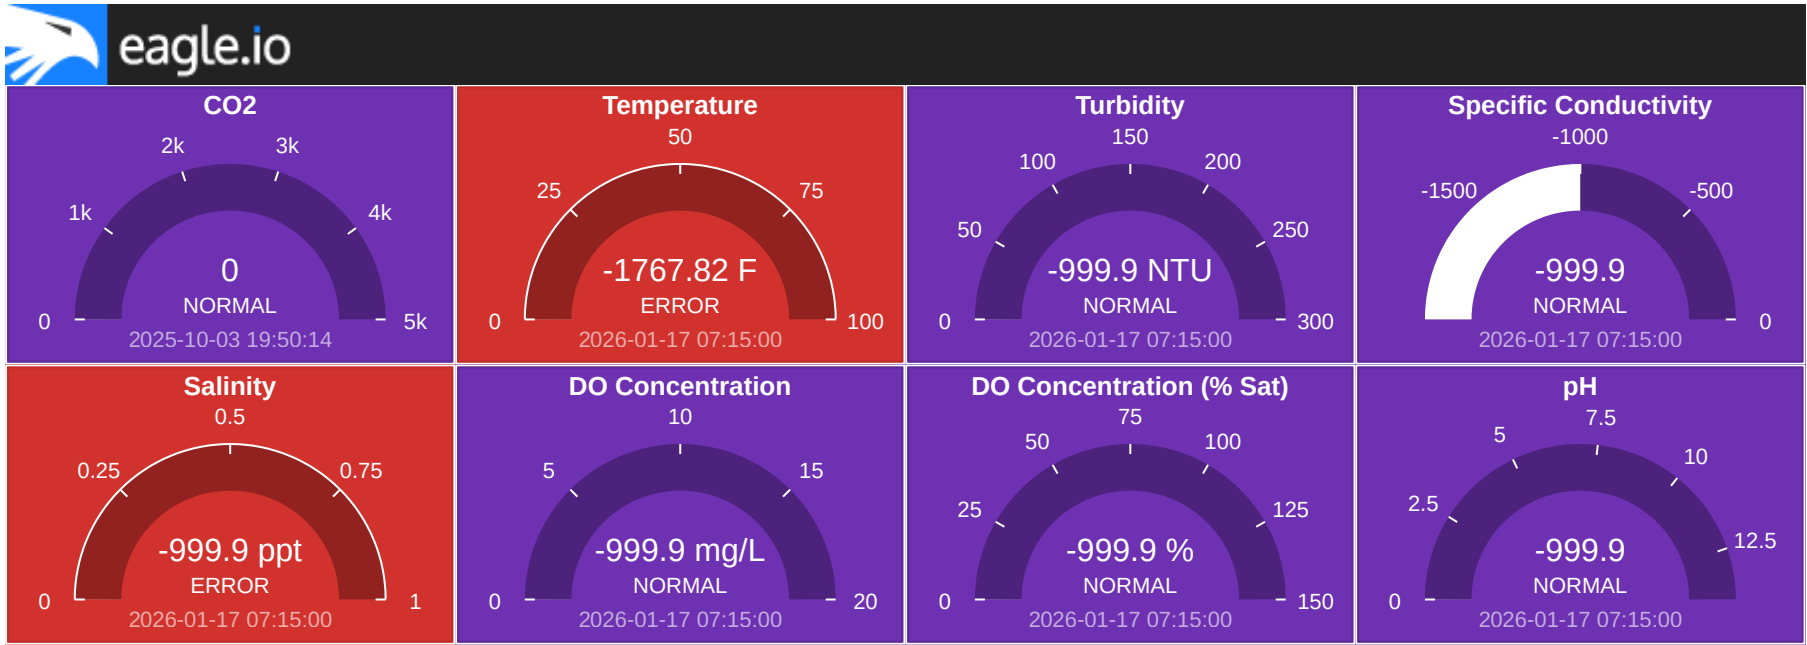 eagle.io
CO2
0
1k
2k
3k
4k
5k
0
NORMAL
2025-10-03 19:50:14
Temperature
0
25
50
75
100
-1767.82 F
ERROR
2026-01-17 07:15:00
Turbidity
0
50
100
150
200
250
300
-999.9 NTU
NORMAL
2026-01-17 07:15:00
Specific Conductivity
-1500
-1000
-500
0
-999.9
NORMAL
2026-01-17 07:15:00
Salinity
0
0.25
0.5
0.75
1
-999.9 ppt
ERROR
2026-01-17 07:15:00
DO Concentration
0
5
10
15
20
-999.9 mg/L
NORMAL
2026-01-17 07:15:00
DO Concentration (% Sat)
0
25
50
75
100
125
150
-999.9 %
NORMAL
2026-01-17 07:15:00
pH
0
2.5
5
7.5
10
12.5
-999.9
NORMAL
2026-01-17 07:15:00